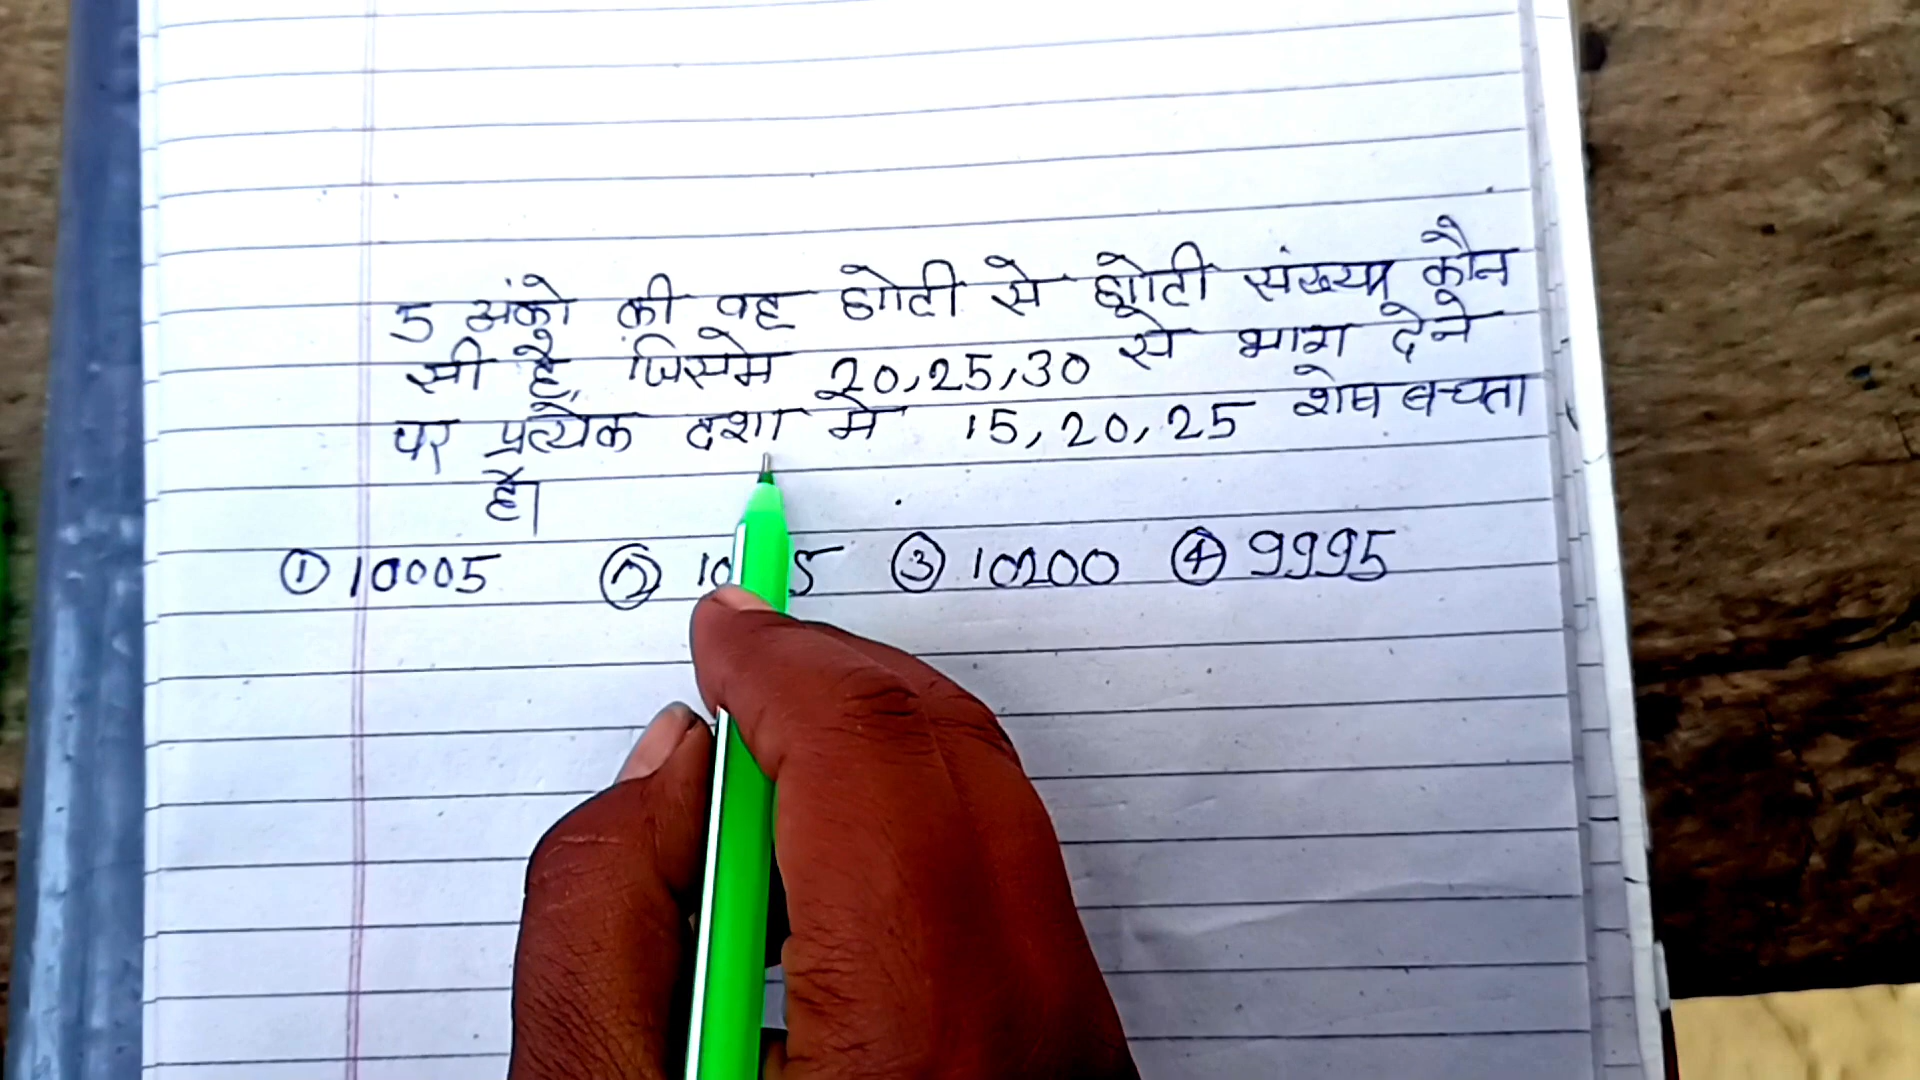 5 अंको की वह छोटी से छोटी संख्या कौन
सी है, जिसमे 20,25,30 से भाग देने
पर प्रत्येक दशा मे 15,20,25 शेष बचता
है।
① 10005 ② ③ 10200 ④ 9995